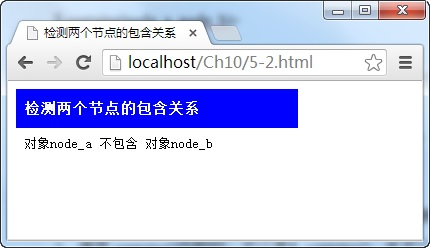 检测两个节点的包含关系
localhost/Ch10/5-2.html
检测两个节点的包含关系
对象node_a 不包含 对象node_b